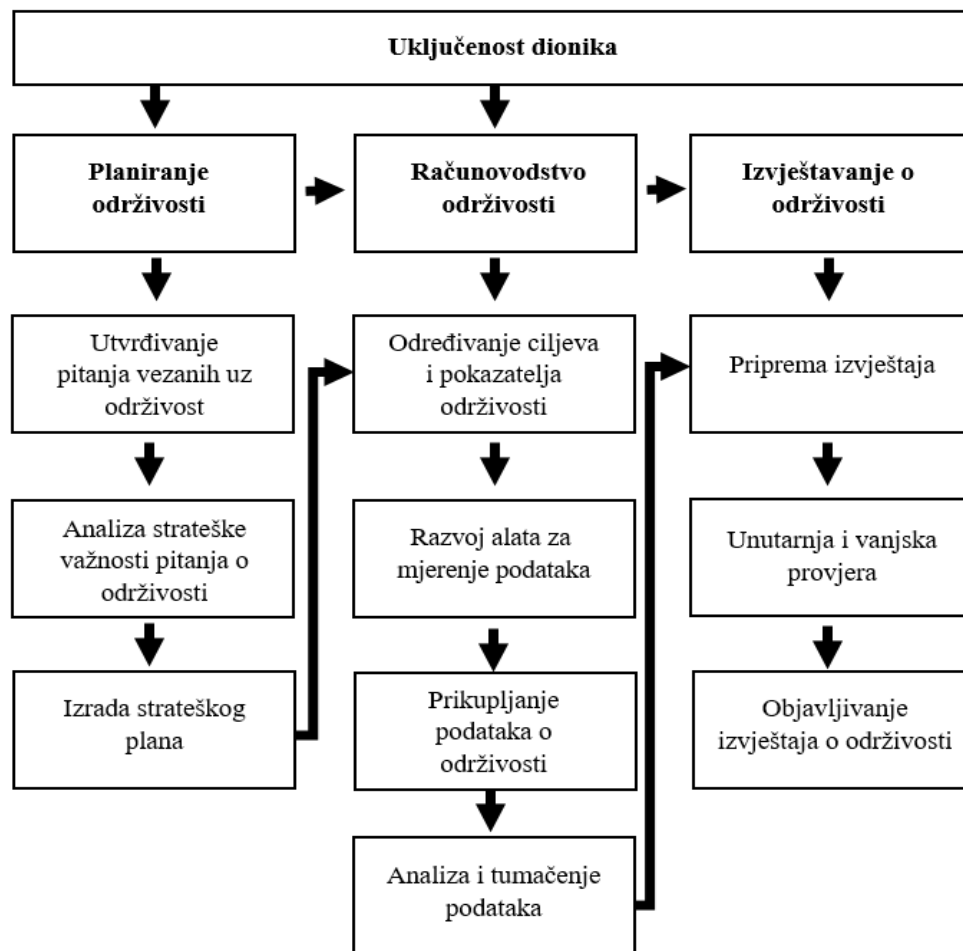 Uključenost dionika
Planiranje
održivosti
Računovodstvo
održivosti
Izvještavanje o
održivosti
Utvrđivanje
pitanja vezanih uz
održivost
Određivanje ciljeva
i pokazatelja
održivosti
Priprema izvještaja
Analiza strateške
važnosti pitanja o
održivosti
Razvoj alata za
mjerenje podataka
Unutarnja i vanjska
provjera
Izrada strateškog
plana
Prikupljanje
podataka o
održivosti
Objavljivanje
izvještaja o održivosti
Analiza i tumačenje
podataka